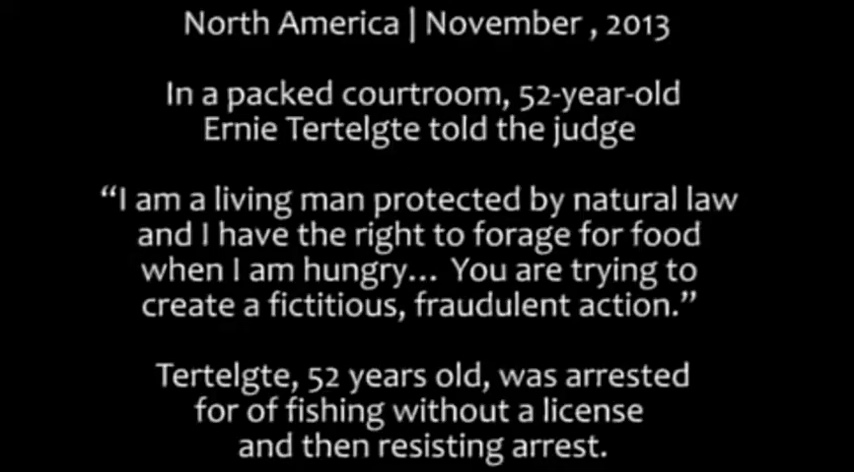 North America | November , 2013
In a packed courtroom, 52-year-old
Ernie Tertelgte told the judge
“I am a living man protected by natural law
and I have the right to forage for food
when I am hungry... You are trying to
create a fictitious, fraudulent action.”
Tertelgte, 52 years old, was arrested
for of fishing without a license
and then resisting arrest.